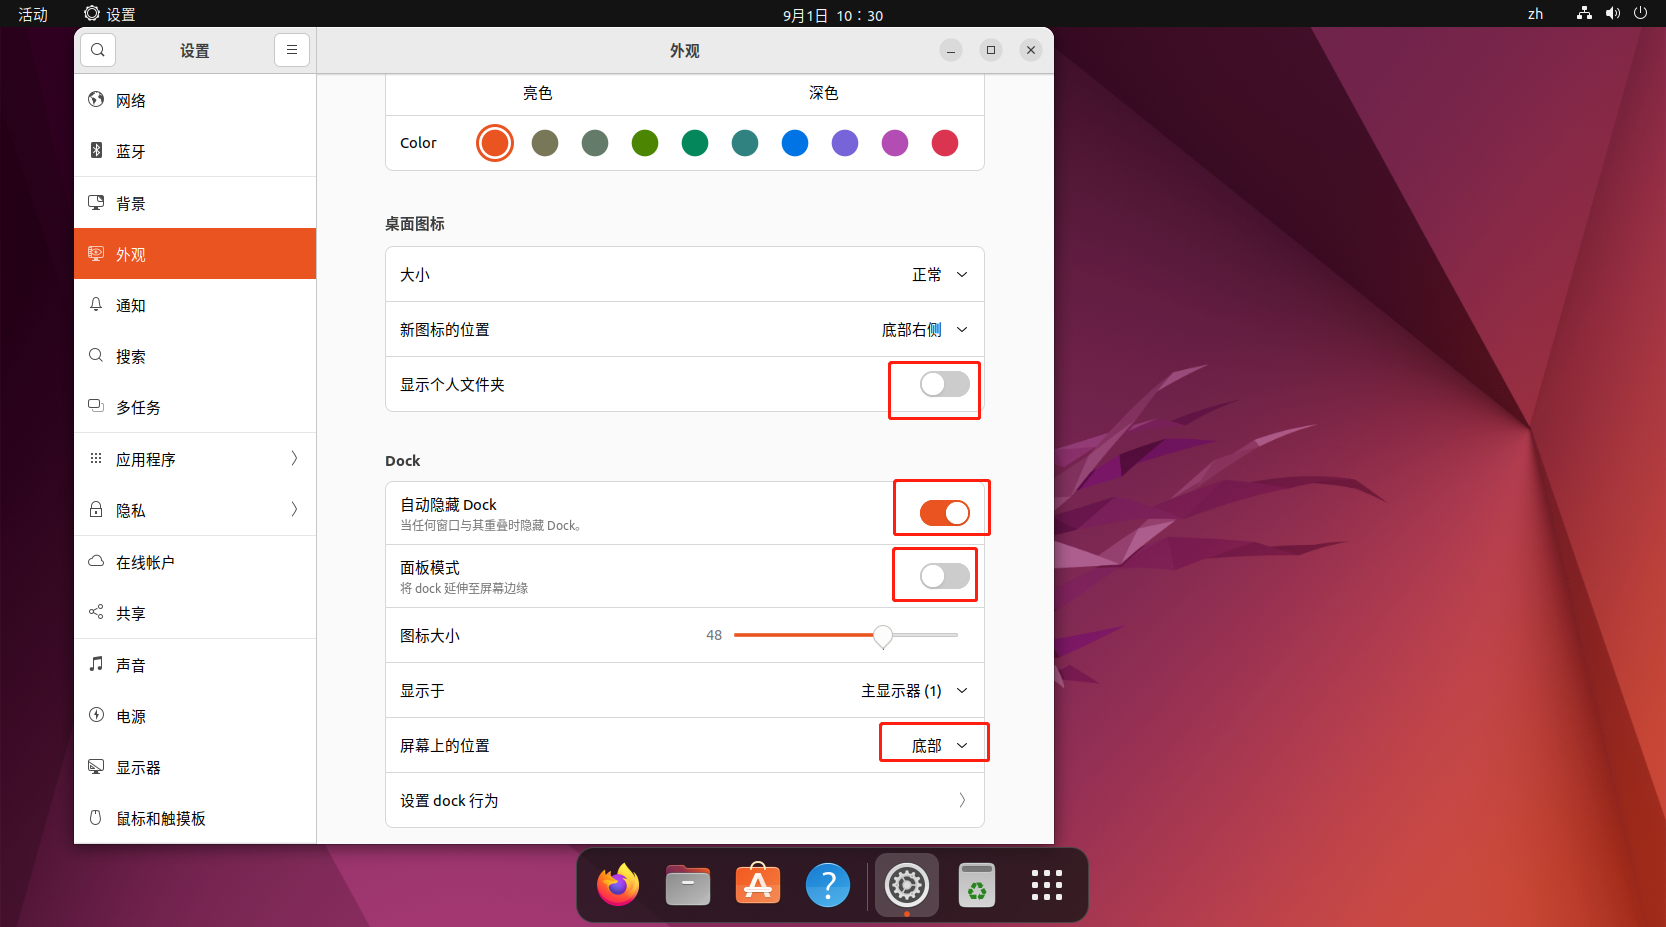 活动 设置 9月1日 10：30 zh
设置 外观
网络
蓝牙
背景
外观
通知
搜索
多任务
应用程序
隐私
在线帐户
共享
声音
电源
显示器
鼠标和触摸板
亮色 深色
Color
桌面图标
大小 正常
新图标的位置 底部右侧
显示个人文件夹
Dock
自动隐藏 Dock
当任何窗口与其重叠时隐藏 Dock。
面板模式
将 dock 延伸至屏幕边缘
图标大小 48
显示于 主显示器 (1)
屏幕上的位置 底部
设置 dock 行为